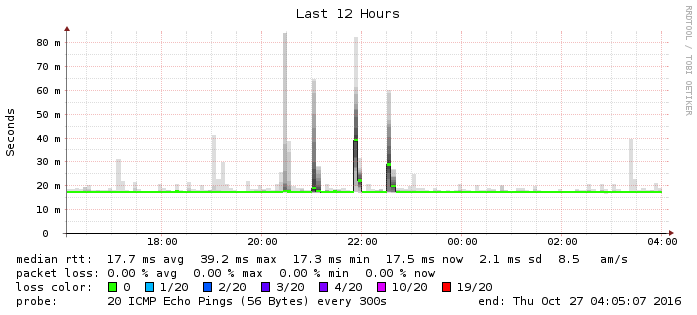 Last 12 Hours
RRDTOOL / TOBI OETIKER
Seconds
80 m
70 m
60 m
50 m
40 m
30 m
20 m
10 m
0
18:00 20:00 22:00 00:00 02:00 04:00
median rtt: 17.7 ms avg 39.2 ms max 17.3 ms min 17.5 ms now 2.1 ms sd 8.5 am/s
packet loss: 0.00 % avg 0.00 % max 0.00 % min 0.00 % now
loss color: 0 1/20 2/20 3/20 4/20 10/20 19/20
probe: 20 ICMP Echo Pings (56 Bytes) every 300s end: Thu Oct 27 04:05:07 2016